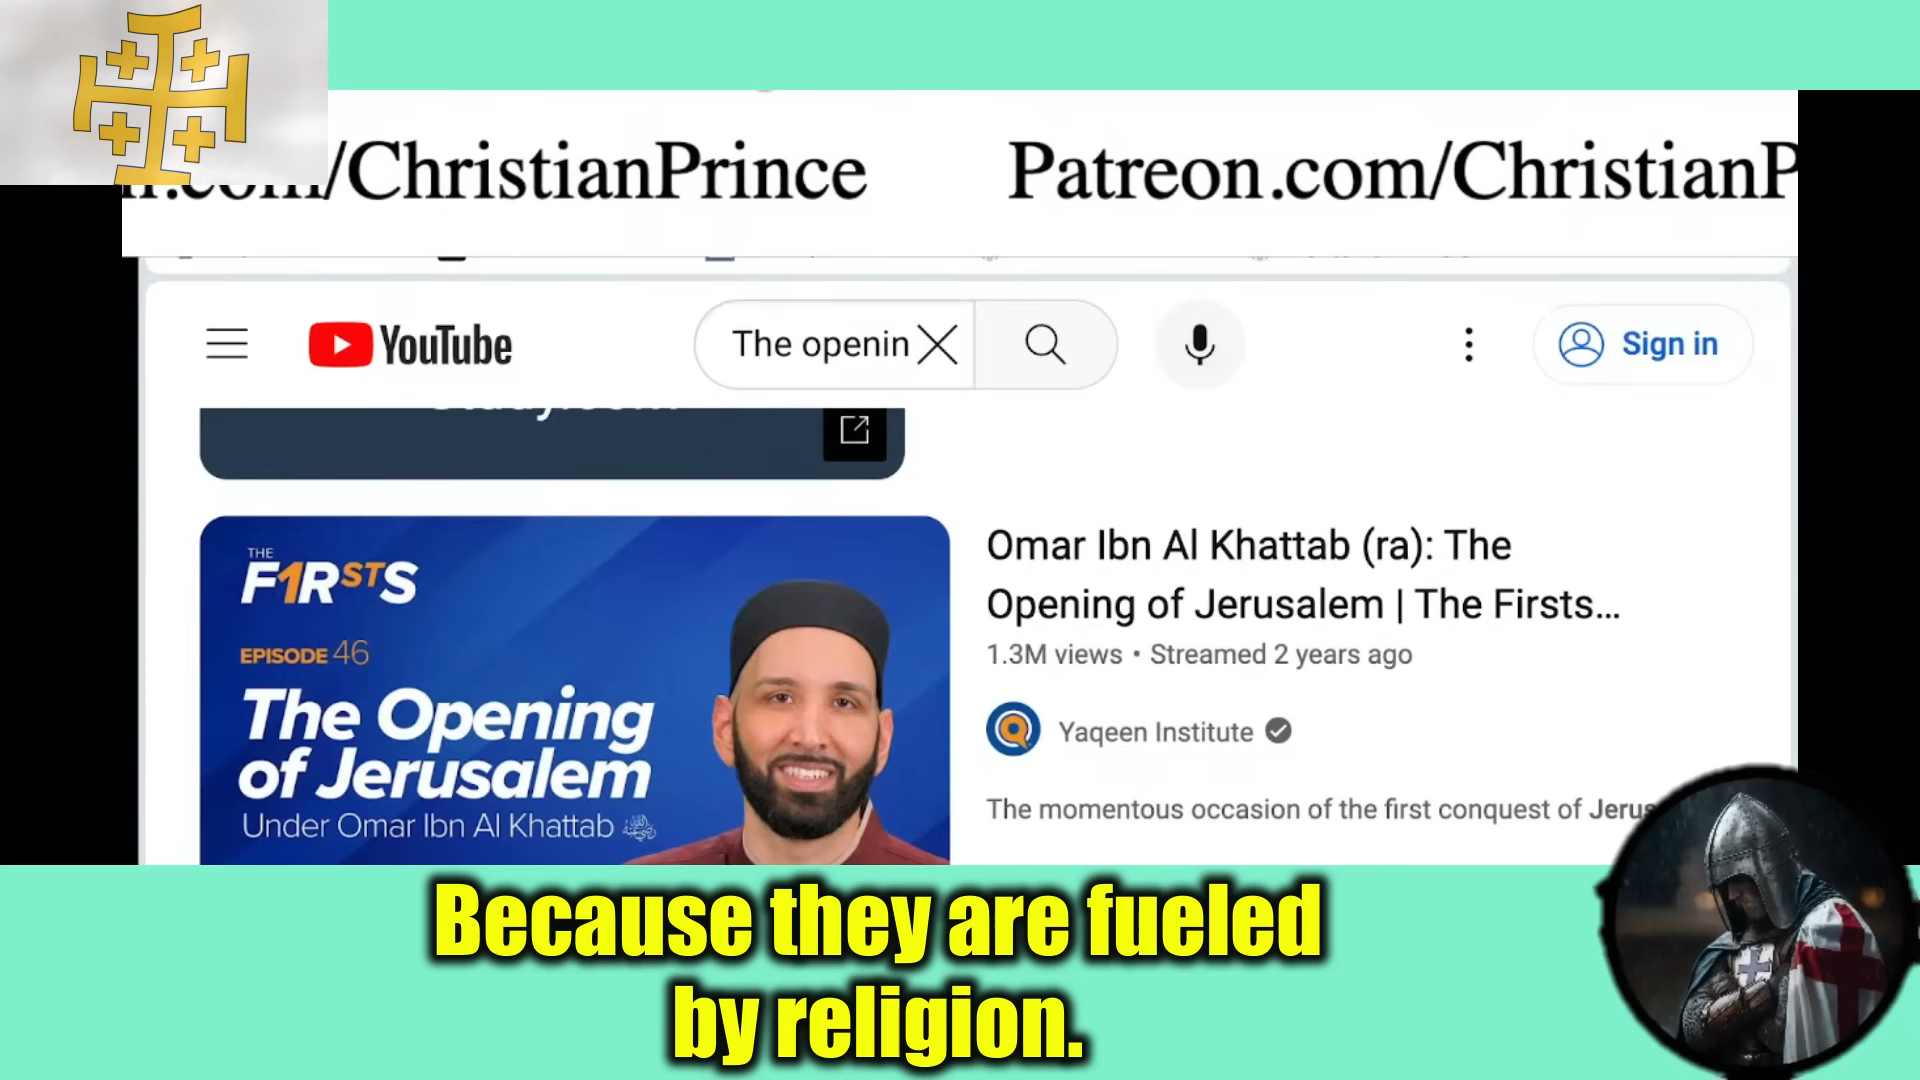 /ChristianPrince Patreon.com/ChristianP
YouTube
The openin
Sign in
THE
F1RSTS
EPISODE 46
The Opening
of Jerusalem
Under Omar Ibn Al Khattab
Omar Ibn Al Khattab (ra): The
Opening of Jerusalem | The Firsts...
1.3M views • Streamed 2 years ago
Yaqeen Institute
The momentous occasion of the first conquest of Jerus
Because they are fueled
by religion.